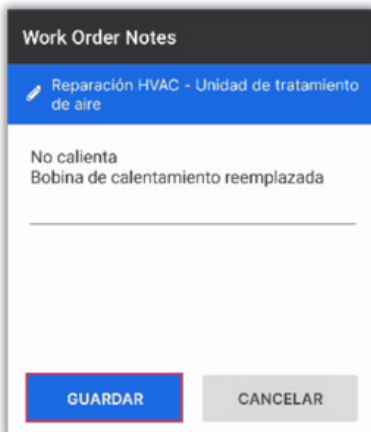 Work Order Notes
Reparación HVAC - Unidad de tratamiento
de aire
No calienta
Bobina de calentamiento reemplazada
GUARDAR
CANCELAR